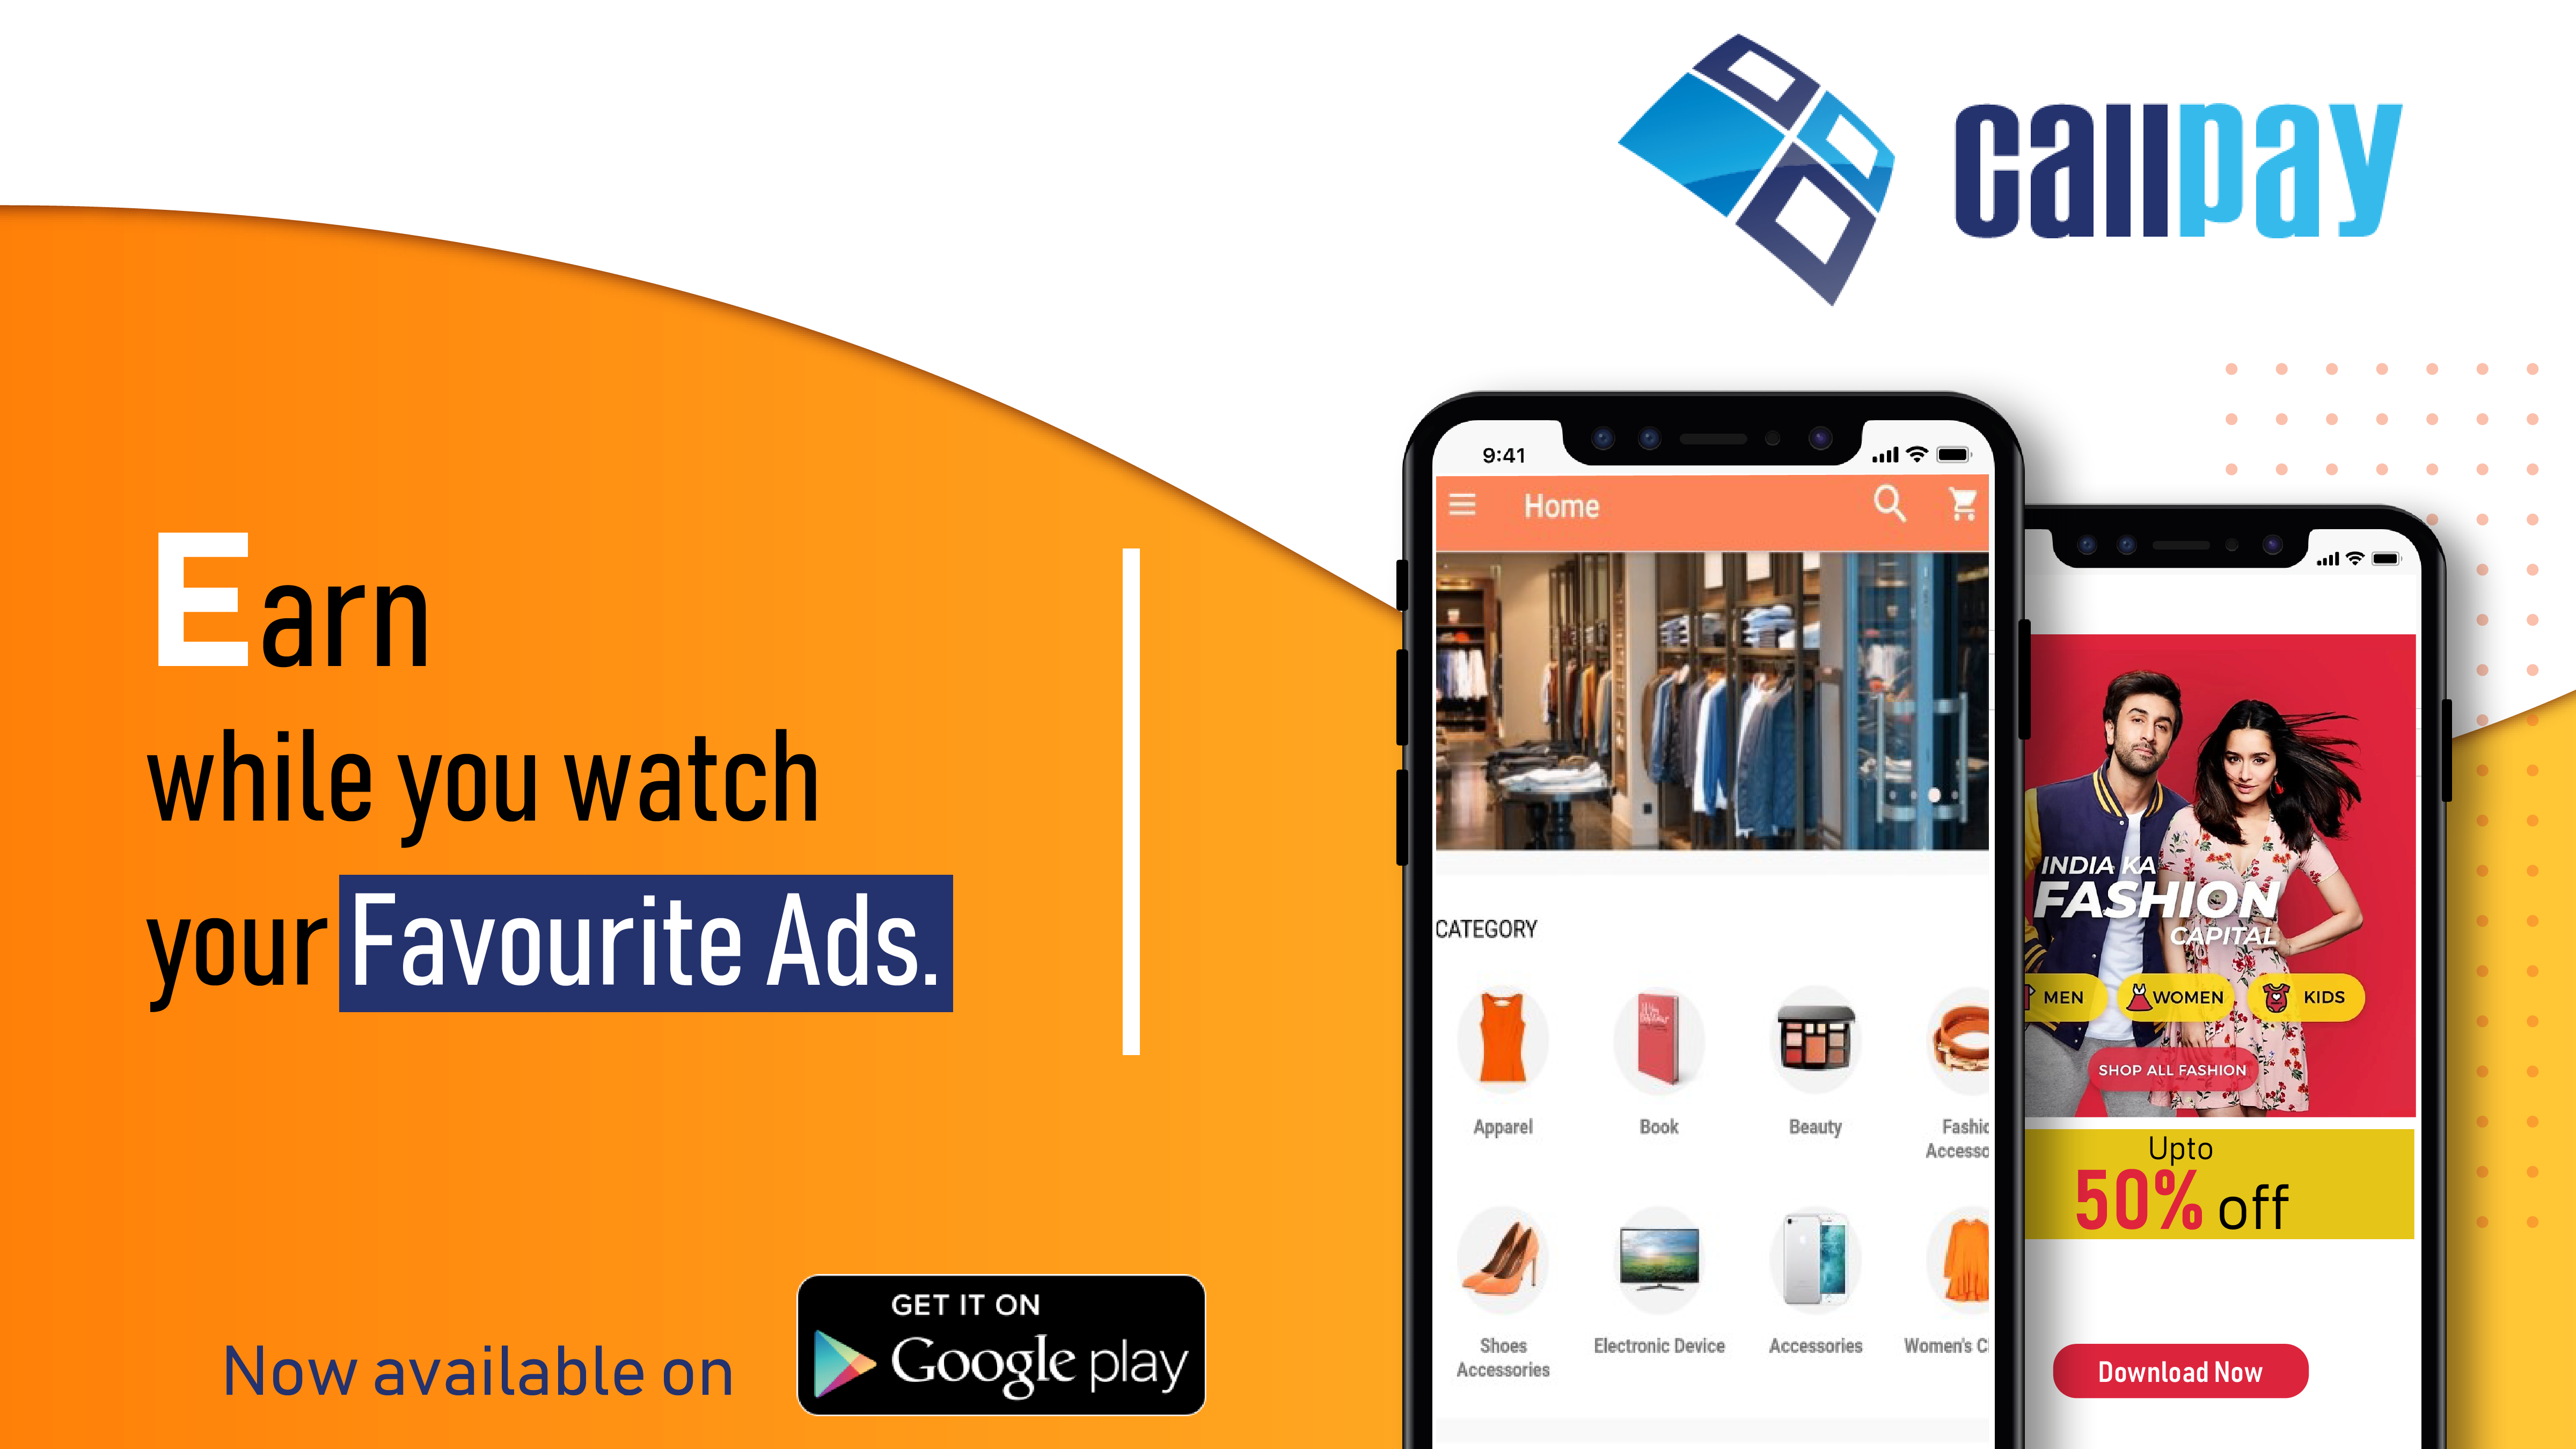 callpay
Earn
while you watch
your Favourite Ads.
Now available on
GET IT ON
Google play
9:41
Home
CATEGORY
Apparel
Book
Beauty
Fashic
Accessc
Shoes
Accessories
Electronic Device
Accessories
Women's C
INDIA KA
FASHION
CAPITAL
MEN
WOMEN
KIDS
SHOP ALL FASHION
Upto
50% off
Download Now